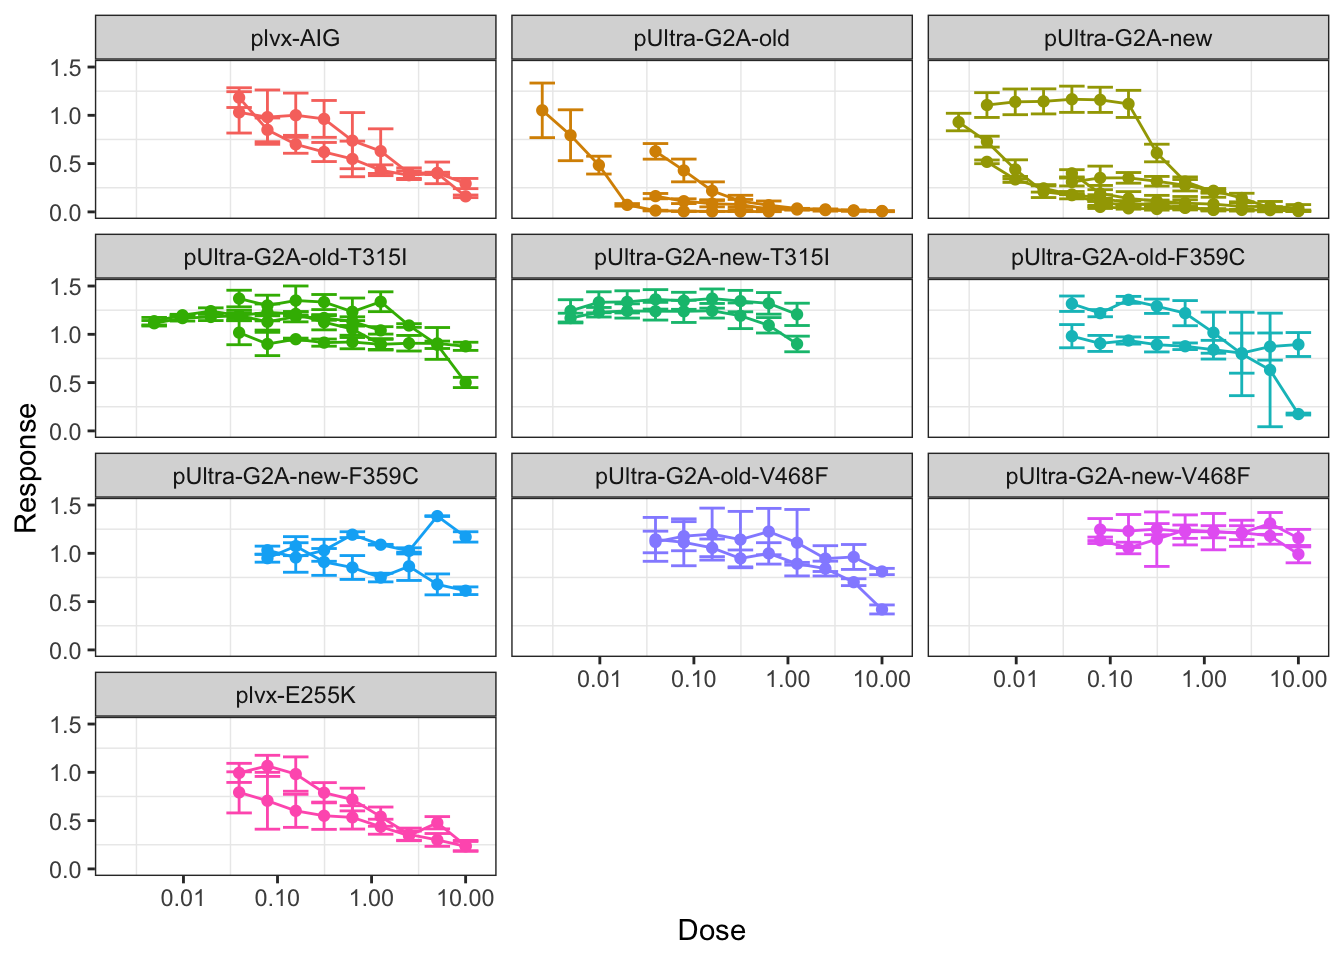 plvx-AIG
pUltra-G2A-old
pUltra-G2A-new
1.5
1.0
0.5
0.0
pUltra-G2A-old-T315I
pUltra-G2A-new-T315I
pUltra-G2A-old-F359C
1.5
1.0
0.5
0.0
Response
pUltra-G2A-new-F359C
pUltra-G2A-old-V468F
pUltra-G2A-new-V468F
1.5
1.0
0.5
0.0
0.01 0.10 1.00 10.00
0.01 0.10 1.00 10.00
plvx-E255K
1.5
1.0
0.5
0.0
0.01 0.10 1.00 10.00
Dose